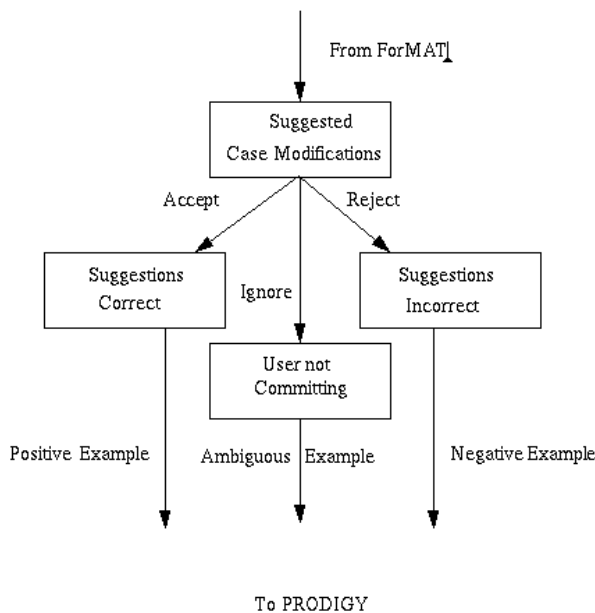 From ForMAT
Suggested
Case Modifications
Accept
Reject
Suggestions
Correct
Ignore
Suggestions
Incorrect
User not
Committing
Positive Example
Ambiguous Example
Negative Example
To PRODIGY